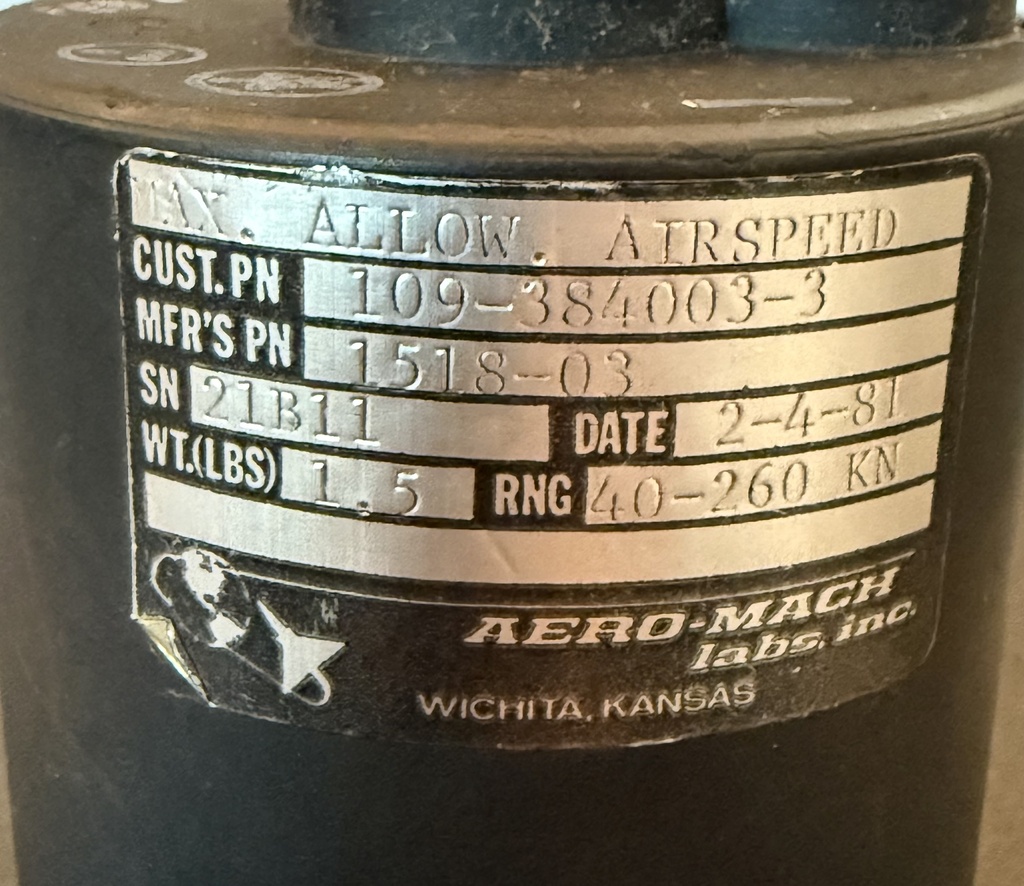 MAX. ALLOW. AIRSPEED
CUST.PN 109-384003-3
MFR'S PN 1518-03
SN 21B11 DATE 2-4-81
WT.(LBS) 1.5 RNG 40-260 KN
AERO-MACH
labs, inc.
WICHITA, KANSAS